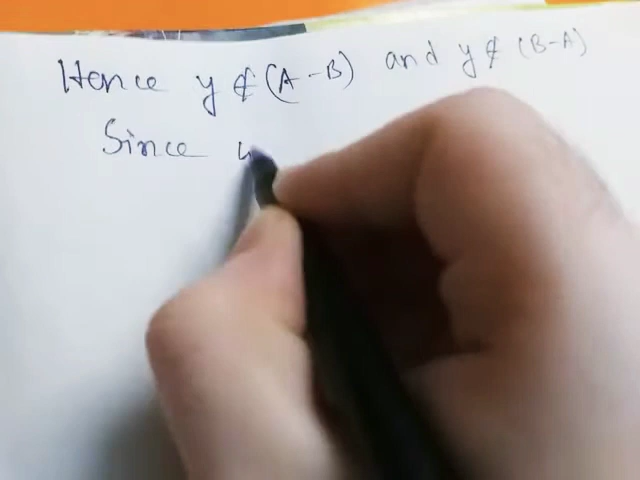 Hence y ∉ (A - B) and y ∉ (B-A)
Since